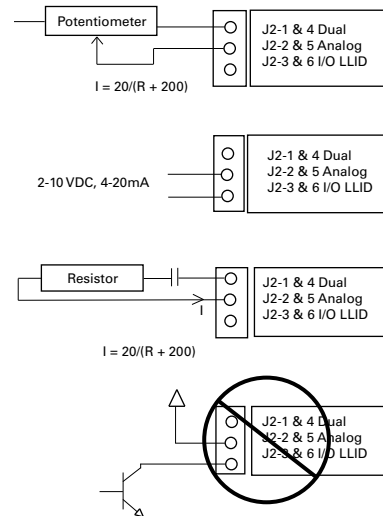 Potentiometer
J2-1 & 4 Dual
J2-2 & 5 Analog
J2-3 & 6 I/O LLID
I = 20/(R + 200)
J2-1 & 4 Dual
J2-2 & 5 Analog
J2-3 & 6 I/O LLID
2-10 VDC, 4-20mA
Resistor
J2-1 & 4 Dual
J2-2 & 5 Analog
J2-3 & 6 I/O LLID
I
I = 20/(R + 200)
J2-1 & 4 Dual
J2-2 & 5 Analog
J2-3 & 6 I/O LLID